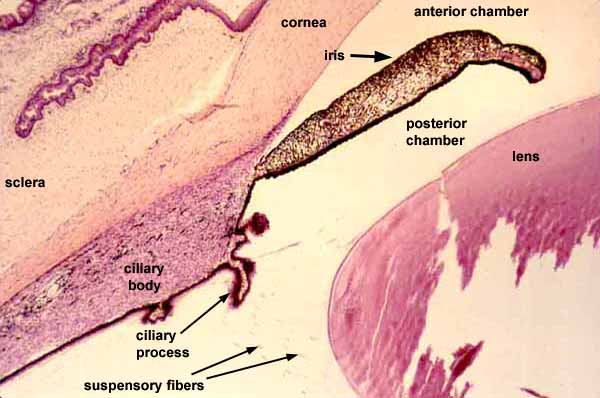 anterior chamber
cornea
iris
posterior
chamber
lens
sclera
ciliary
body
ciliary
process
suspensory fibers